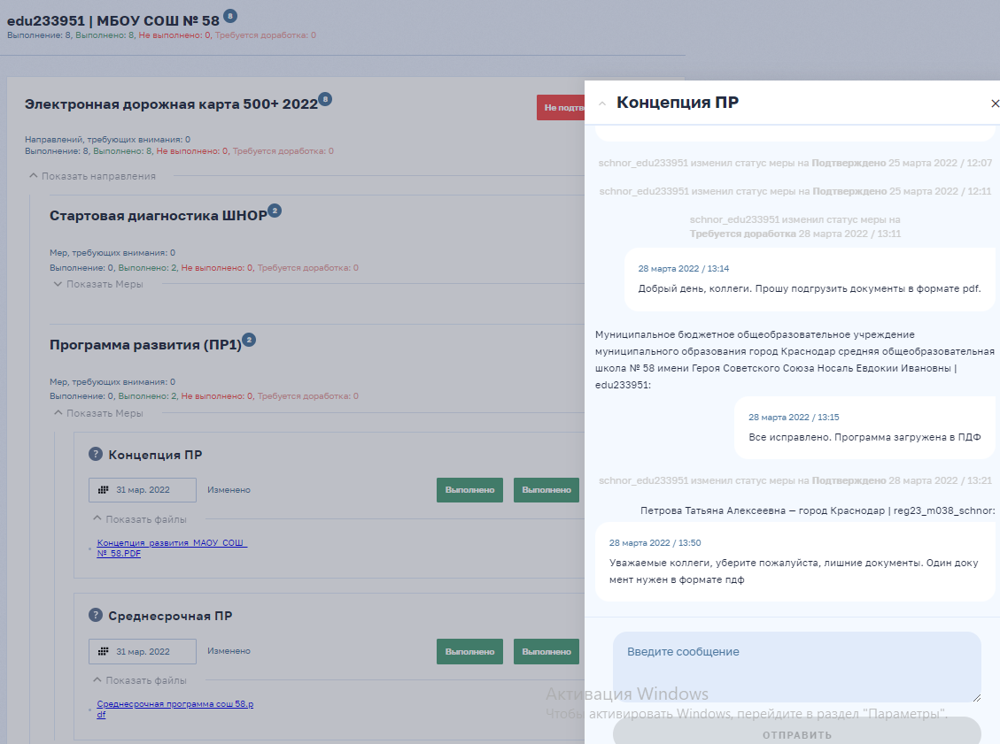 edu233951 | МБОУ СОШ № 58 8
Выполнение: 8, Выполнено: 8, Не выполнено: 0, Требуется доработка: 0
Электронная дорожная карта 500+ 2022 8
Не подтве
Направлений, требующих внимания: 0
Выполнение: 8, Выполнено: 8, Не выполнено: 0, Требуется доработка: 0
Показать направления
Стартовая диагностика ШНОР 2
Мер, требующих внимания: 0
Выполнение: 0, Выполнено: 2, Не выполнено: 0, Требуется доработка: 0
Показать Меры
Программа развития (ПР1) 2
Мер, требующих внимания: 0
Выполнение: 0, Выполнено: 2, Не выполнено: 0, Требуется доработка: 0
Показать Меры
? Концепция ПР
31 мар. 2022 Изменено Выполнено Выполнено
Показать файлы
Концепция_развития_МАОУ_СОШ_
№_58.PDF
? Среднесрочная ПР
31 мар. 2022 Изменено Выполнено Выполнено
Показать файлы
Среднесрочная программа сош 58.p
df
Концепция ПР ×
schnor_edu233951 изменил статус меры на Подтверждено 25 марта 2022 / 12:07
schnor_edu233951 изменил статус меры на Подтверждено 25 марта 2022 / 12:11
schnor_edu233951 изменил статус меры на
Требуется доработка 28 марта 2022 / 13:11
28 марта 2022 / 13:14
Добрый день, коллеги. Прошу подгрузить документы в формате pdf.
Муниципальное бюджетное общеобразовательное учреждение
муниципального образования город Краснодар средняя общеобразовательная
школа № 58 имени Героя Советского Союза Носаль Евдокии Ивановны |
edu233951:
28 марта 2022 / 13:15
Все исправлено. Программа загружена в ПДФ
schnor_edu233951 изменил статус меры на Подтверждено 28 марта 2022 / 13:21
Петрова Татьяна Алексеевна — город Краснодар | reg23_m038_schnor:
28 марта 2022 / 13:50
Уважаемые коллеги, уберите пожалуйста, лишние документы. Один доку
мент нужен в формате пдф
Введите сообщение
Активация Windows
Чтобы активировать Windows, перейдите в раздел "Параметры".
ОТПРАВИТЬ